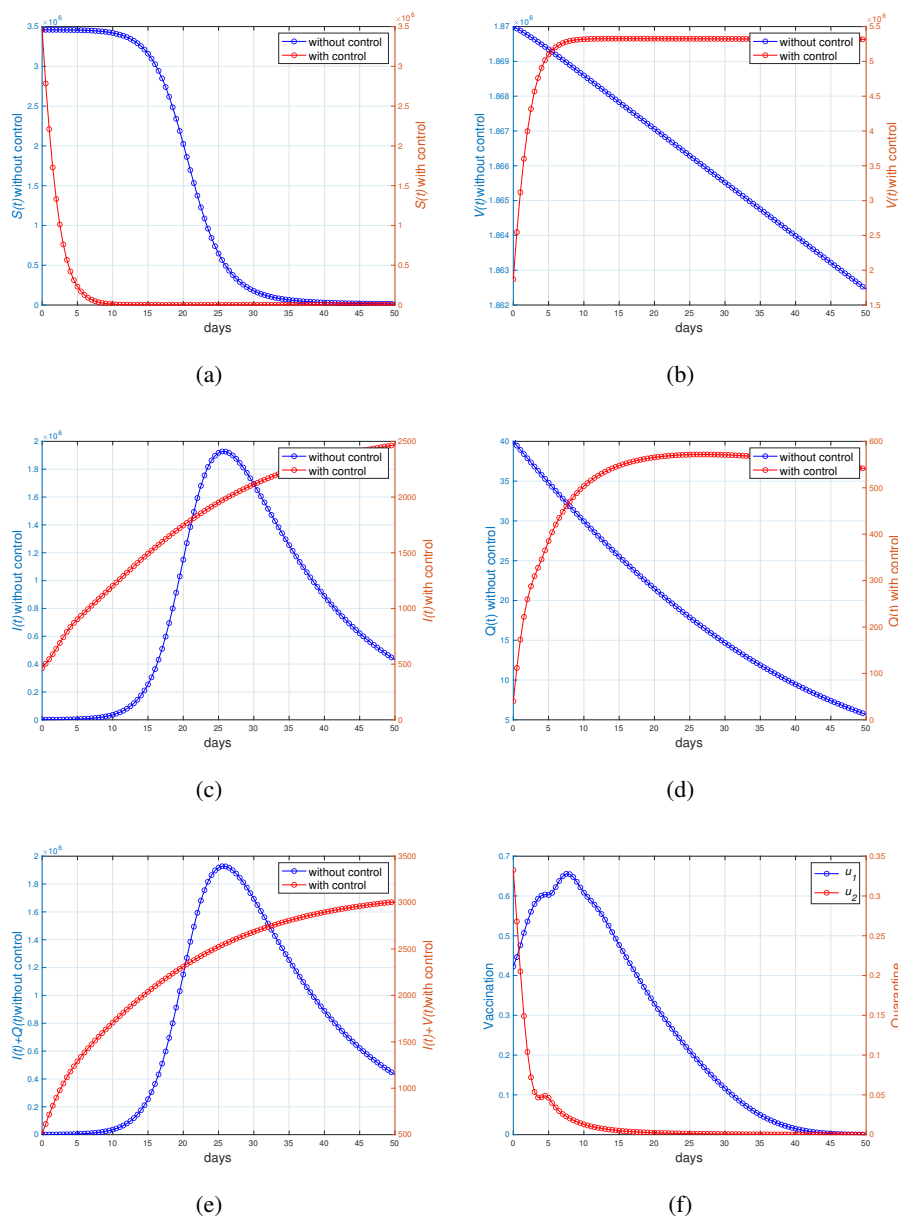 ×10⁶ ×10⁶
3.5 3.5
3 3
2.5 2.5
2 2
1.5 1.5
1 1
0.5 0.5
0 0
S(t) without control
S(t) with control
without control
with control
0 5 10 15 20 25 30 35 40 45 50
days
(a)
×10⁶ ×10⁶
1.87 5.5
1.869 5
1.868 4.5
1.867 4
1.866 3.5
1.865 3
1.864 2.5
1.863 2
1.862 1.5
V(t) without control
V(t) with control
without control
with control
0 5 10 15 20 25 30 35 40 45 50
days
(b)
×10⁶
2 2500
1.8
1.6 2000
1.4
1.2 1500
1
0.8 1000
0.6
0.4 500
0.2
0 0
I(t) without control
I(t) with control
without control
with control
0 5 10 15 20 25 30 35 40 45 50
days
(c)
40 600
35 500
30 400
25 300
20 200
15 100
10 0
5
Q(t) without control
Q(t) with control
without control
with control
0 5 10 15 20 25 30 35 40 45 50
days
(d)
×10⁶
2 3500
1.8 3000
1.6 2500
1.4 2000
1.2 1500
1 1000
0.8 500
0.6
0.4
0.2
0
I(t)+Q(t) without control
I(t)+V(t) with control
without control
with control
0 5 10 15 20 25 30 35 40 45 50
days
(e)
0.7 0.35
0.6 0.3
0.5 0.25
0.4 0.2
0.3 0.15
0.2 0.1
0.1 0.05
0 0
Vaccination
Quarantine
u₁
u₂
0 5 10 15 20 25 30 35 40 45 50
days
(f)